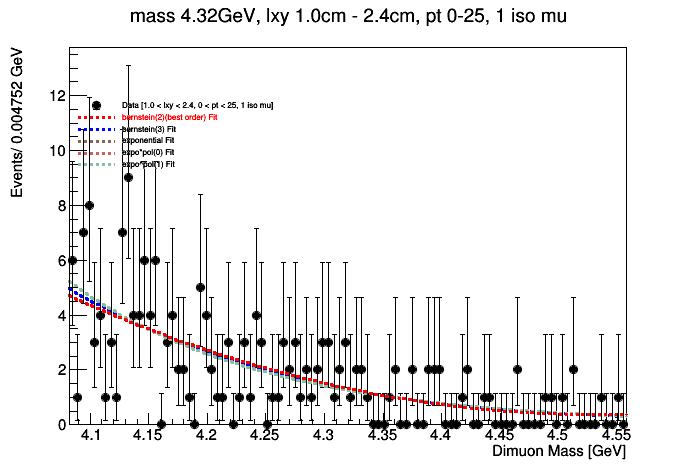 mass 4.32GeV, lxy 1.0cm - 2.4cm, pt 0-25, 1 iso mu
Events/ 0.004752 GeV
12
10
8
6
4
2
0
Data [1.0 < lxy < 2.4, 0 < pt < 25, 1 iso mu]
bernstein(2)(best order) Fit
bernstein(3) Fit
exponential Fit
expo*pol(0) Fit
expo*pol(1) Fit
4.1 4.15 4.2 4.25 4.3 4.35 4.4 4.45 4.5 4.55
Dimuon Mass [GeV]